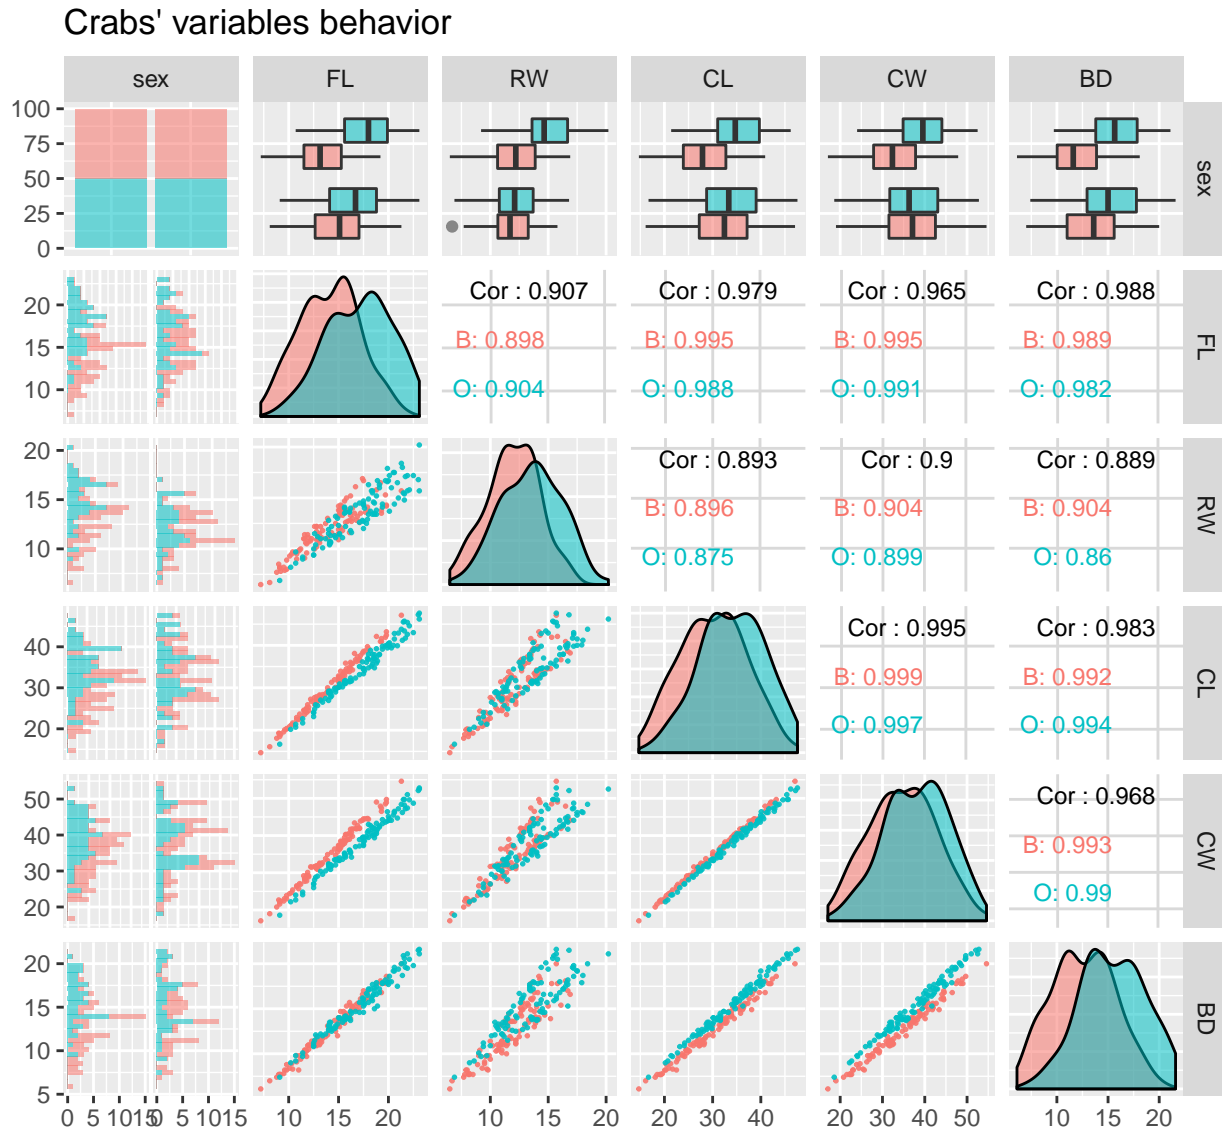 Crabs' variables behavior
sex FL RW CL CW BD
100
75
50
25
0
sex
20
15
10
Cor : 0.907 Cor : 0.979 Cor : 0.965 Cor : 0.988
B: 0.898 B: 0.995 B: 0.995 B: 0.989
O: 0.904 O: 0.988 O: 0.991 O: 0.982
FL
20
15
10
Cor : 0.893 Cor : 0.9 Cor : 0.889
B: 0.896 B: 0.904 B: 0.904
O: 0.875 O: 0.899 O: 0.86
RW
40
30
20
Cor : 0.995 Cor : 0.983
B: 0.999 B: 0.992
O: 0.997 O: 0.994
CL
50
40
30
20
Cor : 0.968
B: 0.993
O: 0.99
CW
20
15
10
5
BD
0 5 10 15 0 5 10 15 10 15 20 10 15 20 20 30 40 20 30 40 50 10 15 20